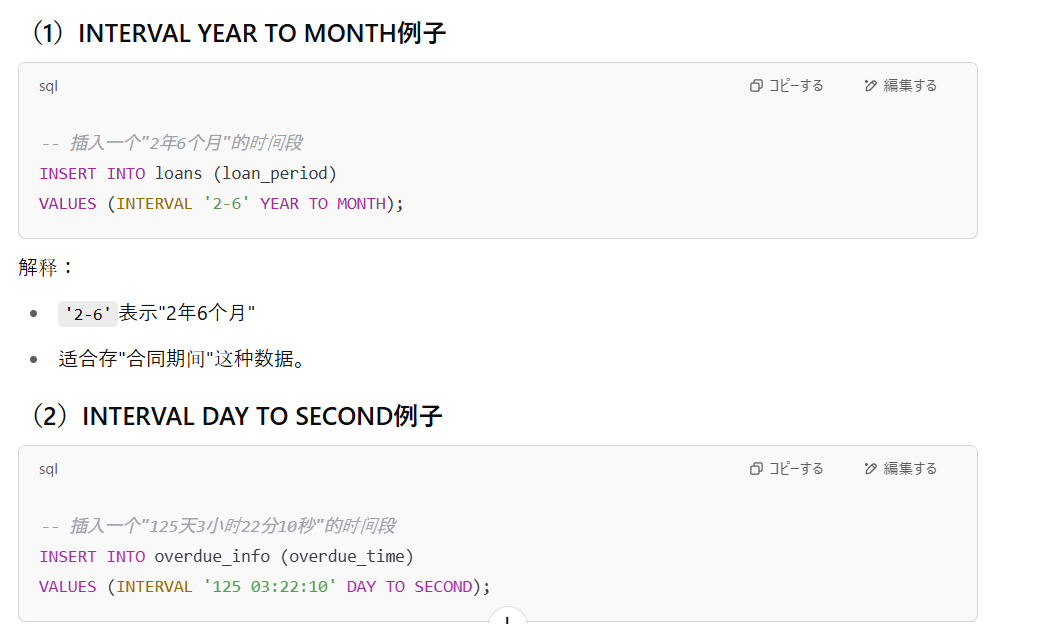 （1）INTERVAL YEAR TO MONTH例子
sql
コピーする
編集する
-- 插入一个"2年6个月"的时间段
INSERT INTO loans (loan_period)
VALUES (INTERVAL '2-6' YEAR TO MONTH);
解释：
'2-6' 表示"2年6个月"
适合存"合同期间"这种数据。
（2）INTERVAL DAY TO SECOND例子
sql
コピーする
編集する
-- 插入一个"125天3小时22分10秒"的时间段
INSERT INTO overdue_info (overdue_time)
VALUES (INTERVAL '125 03:22:10' DAY TO SECOND);